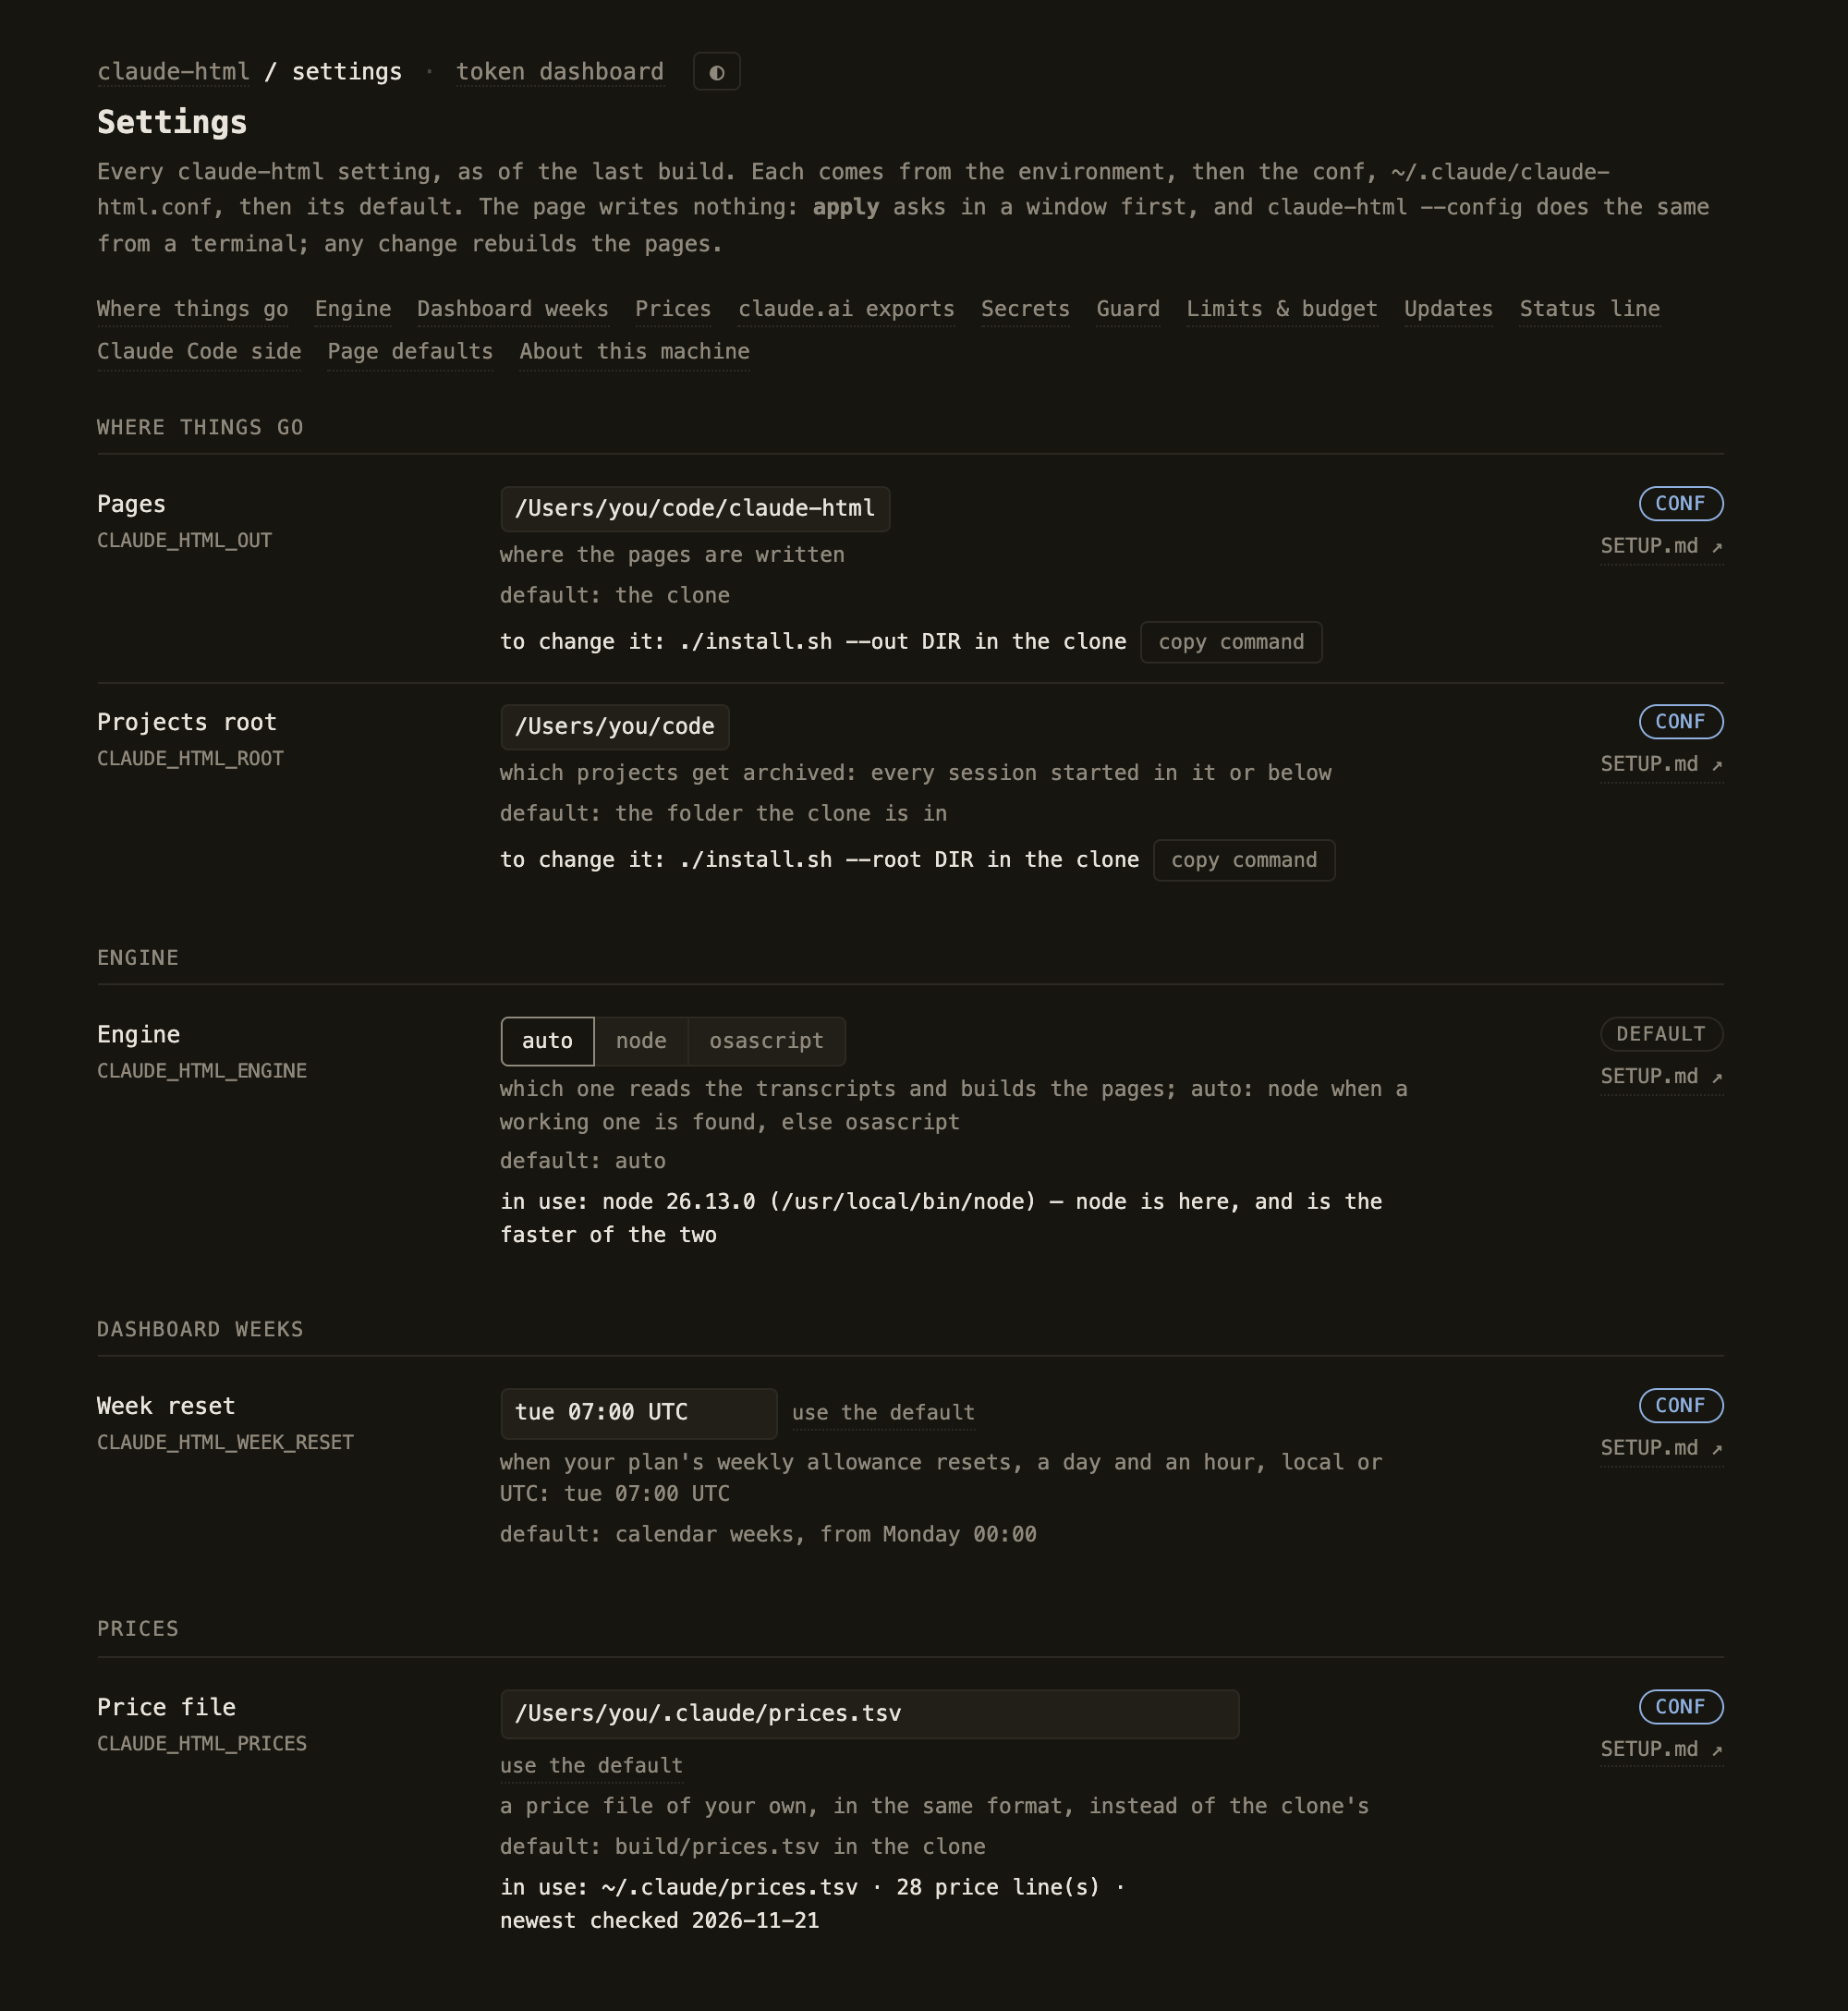 claude-html / settings · token dashboard ◐
Settings
Every claude-html setting, as of the last build. Each comes from the environment, then the conf, ~/.claude/claude-
html.conf, then its default. The page writes nothing: apply asks in a window first, and claude-html --config does the same
from a terminal; any change rebuilds the pages.
Where things go Engine Dashboard weeks Prices claude.ai exports Secrets Guard Limits & budget Updates Status line
Claude Code side Page defaults About this machine
WHERE THINGS GO
Pages
CLAUDE_HTML_OUT
/Users/you/code/claude-html
where the pages are written
default: the clone
to change it: ./install.sh --out DIR in the clone copy command
CONF
SETUP.md ↗
Projects root
CLAUDE_HTML_ROOT
/Users/you/code
which projects get archived: every session started in it or below
default: the folder the clone is in
to change it: ./install.sh --root DIR in the clone copy command
CONF
SETUP.md ↗
ENGINE
Engine
CLAUDE_HTML_ENGINE
auto node osascript
which one reads the transcripts and builds the pages; auto: node when a
working one is found, else osascript
default: auto
in use: node 26.13.0 (/usr/local/bin/node) — node is here, and is the
faster of the two
DEFAULT
SETUP.md ↗
DASHBOARD WEEKS
Week reset
CLAUDE_HTML_WEEK_RESET
tue 07:00 UTC use the default
when your plan's weekly allowance resets, a day and an hour, local or
UTC: tue 07:00 UTC
default: calendar weeks, from Monday 00:00
CONF
SETUP.md ↗
PRICES
Price file
CLAUDE_HTML_PRICES
/Users/you/.claude/prices.tsv
use the default
a price file of your own, in the same format, instead of the clone's
default: build/prices.tsv in the clone
in use: ~/.claude/prices.tsv · 28 price line(s) ·
newest checked 2026-11-21
CONF
SETUP.md ↗